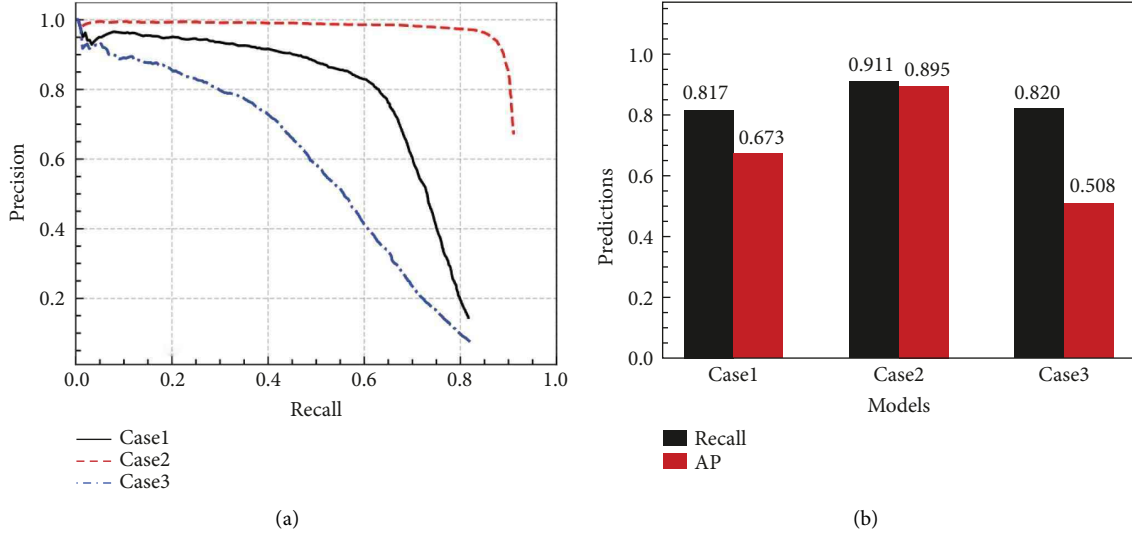 1.0
0.8
0.6
0.4
0.2
Precision
0.0 0.2 0.4 0.6 0.8 1.0
Recall
Case1
Case2
Case3
(a)
1.0
0.8
0.6
0.4
0.2
0.0
Predictions
0.817
0.673
0.911
0.895
0.820
0.508
Case1 Case2 Case3
Models
Recall
AP
(b)